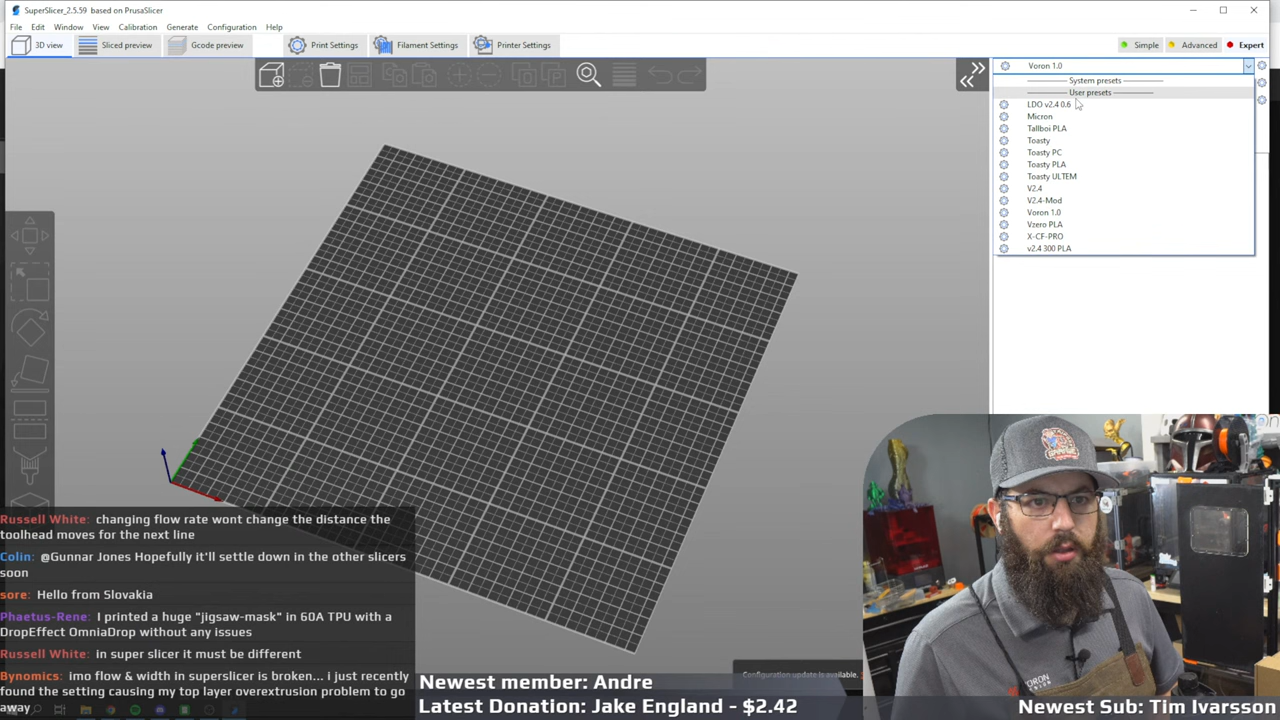 SuperSlicer_2.5.59 based on PrusaSlicer
File Edit Window View Calibration Generate Configuration Help
3D view Sliced preview Gcode preview Print Settings Filament Settings Printer Settings Simple Advanced Expert
Voron 1.0
System presets
User presets
LDO v2.4 0.6
Micron
Tallboi PLA
Toasty
Toasty PC
Toasty PLA
Toasty ULTEM
V2.4
V2.4-Mod
Voron 1.0
Vzero PLA
X-CF-PRO
v2.4 300 PLA
Russell White: changing flow rate wont change the distance the
toolhead moves for the next line
Colin: @Gunnar Jones Hopefully it'll settle down in the other slicers
soon
sore: Hello from Slovakia
Phaetus-Rene: I printed a huge "jigsaw-mask" in 60A TPU with a
DropEffect OmniaDrop without any issues
Russell White: in super slicer it must be different
Bynomics: imo flow & width in superslicer is broken... i just recently
found the setting causing my top layer overextrusion problem to go
away
Configuration update is available.
Newest member: Andre
Latest Donation: Jake England - $2.42
Newest Sub: Tim Ivarsson